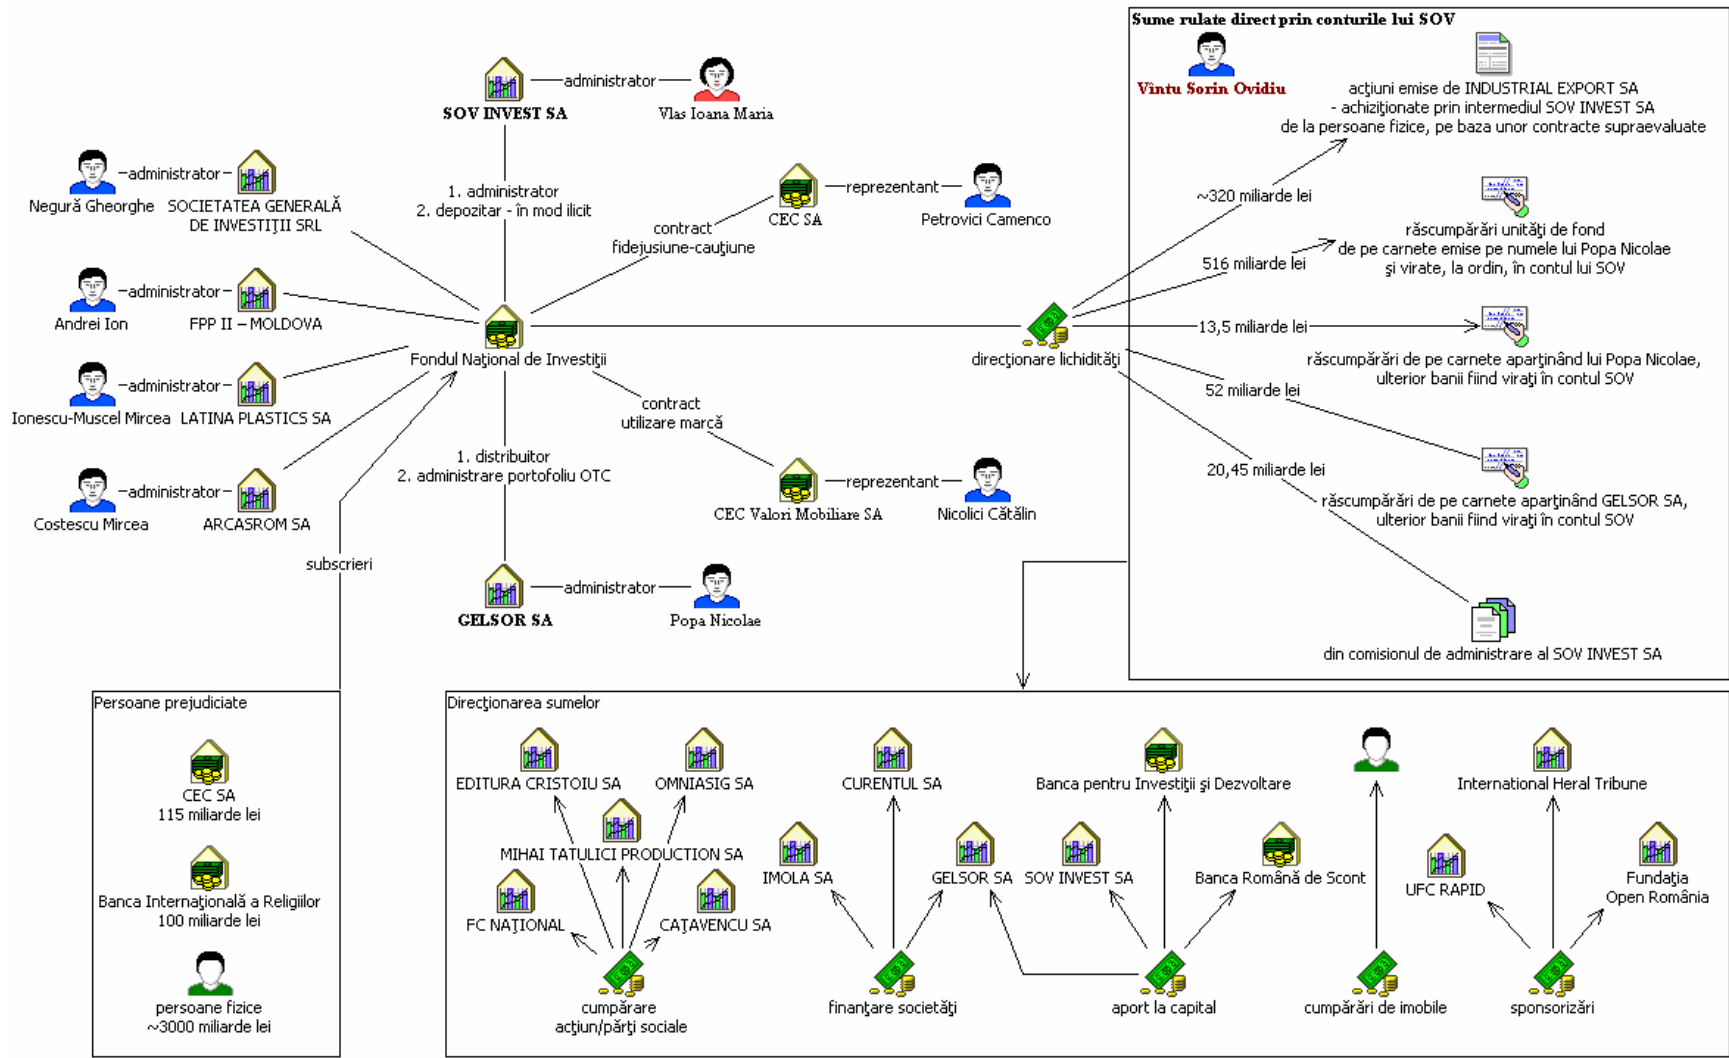 Sume rulate direct prin conturile lui SOV
Vîntu Sorin Ovidiu
acţiuni emise de INDUSTRIAL EXPORT SA
- achiziţionate prin intermediul SOV INVEST SA
de la persoane fizice, pe baza unor contracte supraevaluate
~320 miliarde lei
răscumpărări unităţi de fond
de pe carnete emise pe numele lui Popa Nicolae
şi virate, la ordin, în contul lui SOV
516 miliarde lei
13,5 miliarde lei
răscumpărări de pe carnete aparţinând lui Popa Nicolae,
ulterior banii fiind viraţi în contul SOV
52 miliarde lei
răscumpărări de pe carnete aparţinând GELSOR SA,
ulterior banii fiind viraţi în contul SOV
20,45 miliarde lei
din comisionul de administrare al SOV INVEST SA
administrator
SOV INVEST SA
Vlas Ioana Maria
administrator
Negură Gheorghe
SOCIETATEA GENERALĂ
DE INVESTIŢII SRL
1. administrator
2. depozitar - în mod ilicit
contract
fidejusiune-cauţiune
reprezentant
CEC SA
Petrovici Camenco
administrator
Andrei Ion
FPP II – MOLDOVA
Fondul Naţional de Investiţii
direcţionare lichidităţi
administrator
Ionescu-Muscel Mircea
LATINA PLASTICS SA
contract
utilizare marcă
1. distribuitor
2. administrare portofoliu OTC
administrator
Costescu Mircea
ARCASROM SA
reprezentant
CEC Valori Mobiliare SA
Nicolici Cătălin
subscrieri
administrator
GELSOR SA
Popa Nicolae
Persoane prejudiciate
CEC SA
115 miliarde lei
Banca Internaţională a Religiilor
100 miliarde lei
persoane fizice
~3000 miliarde lei
Direcţionarea sumelor
EDITURA CRISTOIU SA
OMNIASIG SA
MIHAI TATULICI PRODUCTION SA
FC NAŢIONAL
CAŢAVENCU SA
cumpărare
acţiun/părţi sociale
CURENTUL SA
IMOLA SA
GELSOR SA
finanţare societăţi
Banca pentru Investiţii şi Dezvoltare
SOV INVEST SA
Banca Română de Scont
aport la capital
cumpărări de imobile
International Heral Tribune
UFC RAPID
Fundaţia
Open România
sponsorizări